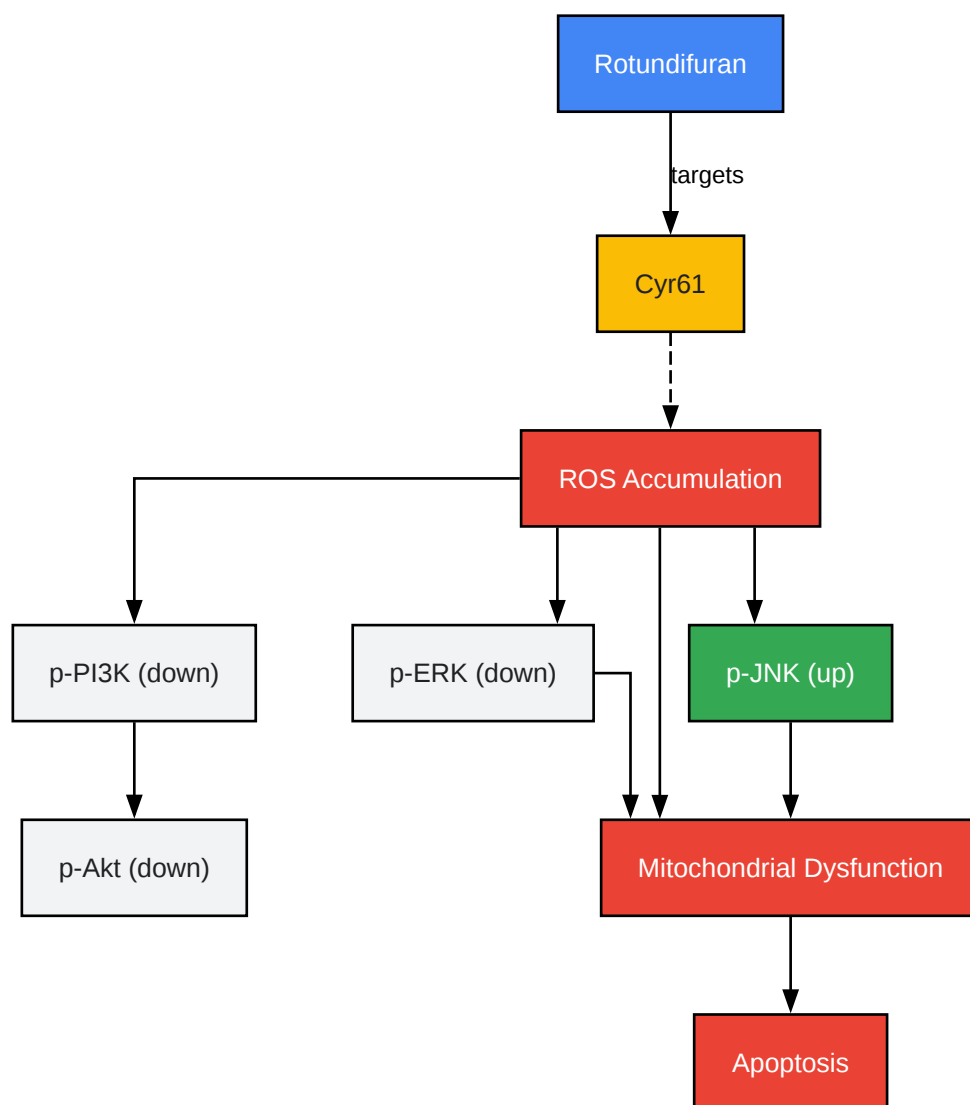 Rotundifuran
targets
Cyr61
ROS Accumulation
p-PI3K (down)
p-ERK (down)
p-JNK (up)
p-Akt (down)
Mitochondrial Dysfunction
Apoptosis